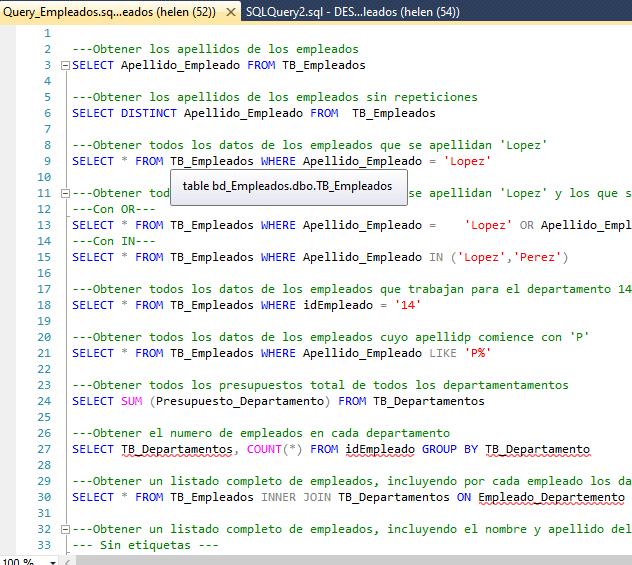 Query_Empleados.sq...eados (helen (52)) × SQLQuery2.sql - DES...leados (helen (54))
1
2 ---Obtener los apellidos de los empleados
3 SELECT Apellido_Empleado FROM TB_Empleados
4
5 ---Obtener los apellidos de los empleados sin repeticiones
6 SELECT DISTINCT Apellido_Empleado FROM TB_Empleados
7
8 ---Obtener todos los datos de los empleados que se apellidan 'Lopez'
9 SELECT * FROM TB_Empleados WHERE Apellido_Empleado = 'Lopez'
10
table bd_Empleados.dbo.TB_Empleados
11 ---Obtener tod se apellidan 'Lopez' y los que s
12 ---Con OR---
13 SELECT * FROM TB_Empleados WHERE Apellido_Empleado = 'Lopez' OR Apellido_Empl
14 ---Con IN---
15 SELECT * FROM TB_Empleados WHERE Apellido_Empleado IN ('Lopez','Perez')
16
17 ---Obtener todos los datos de los empleados que trabajan para el departamento 14
18 SELECT * FROM TB_Empleados WHERE idEmpleado = '14'
19
20 ---Obtener todos los datos de los empleados cuyo apellidp comience con 'P'
21 SELECT * FROM TB_Empleados WHERE Apellido_Empleado LIKE 'P%'
22
23 ---Obtener todos los presupuestos total de todos los departamentamentos
24 SELECT SUM (Presupuesto_Departamento) FROM TB_Departamentos
25
26 ---Obtener el numero de empleados en cada departamento
27 SELECT TB_Departamentos, COUNT(*) FROM idEmpleado GROUP BY TB_Departamento
28
29 ---Obtener un listado completo de empleados, incluyendo por cada empleado los da
30 SELECT * FROM TB_Empleados INNER JOIN TB_Departamentos ON Empleado_Departemento
31
32 ---Obtener un listado completo de empleados, incluyendo el nombre y apellido del
33 --- Sin etiquetas ---
100 %